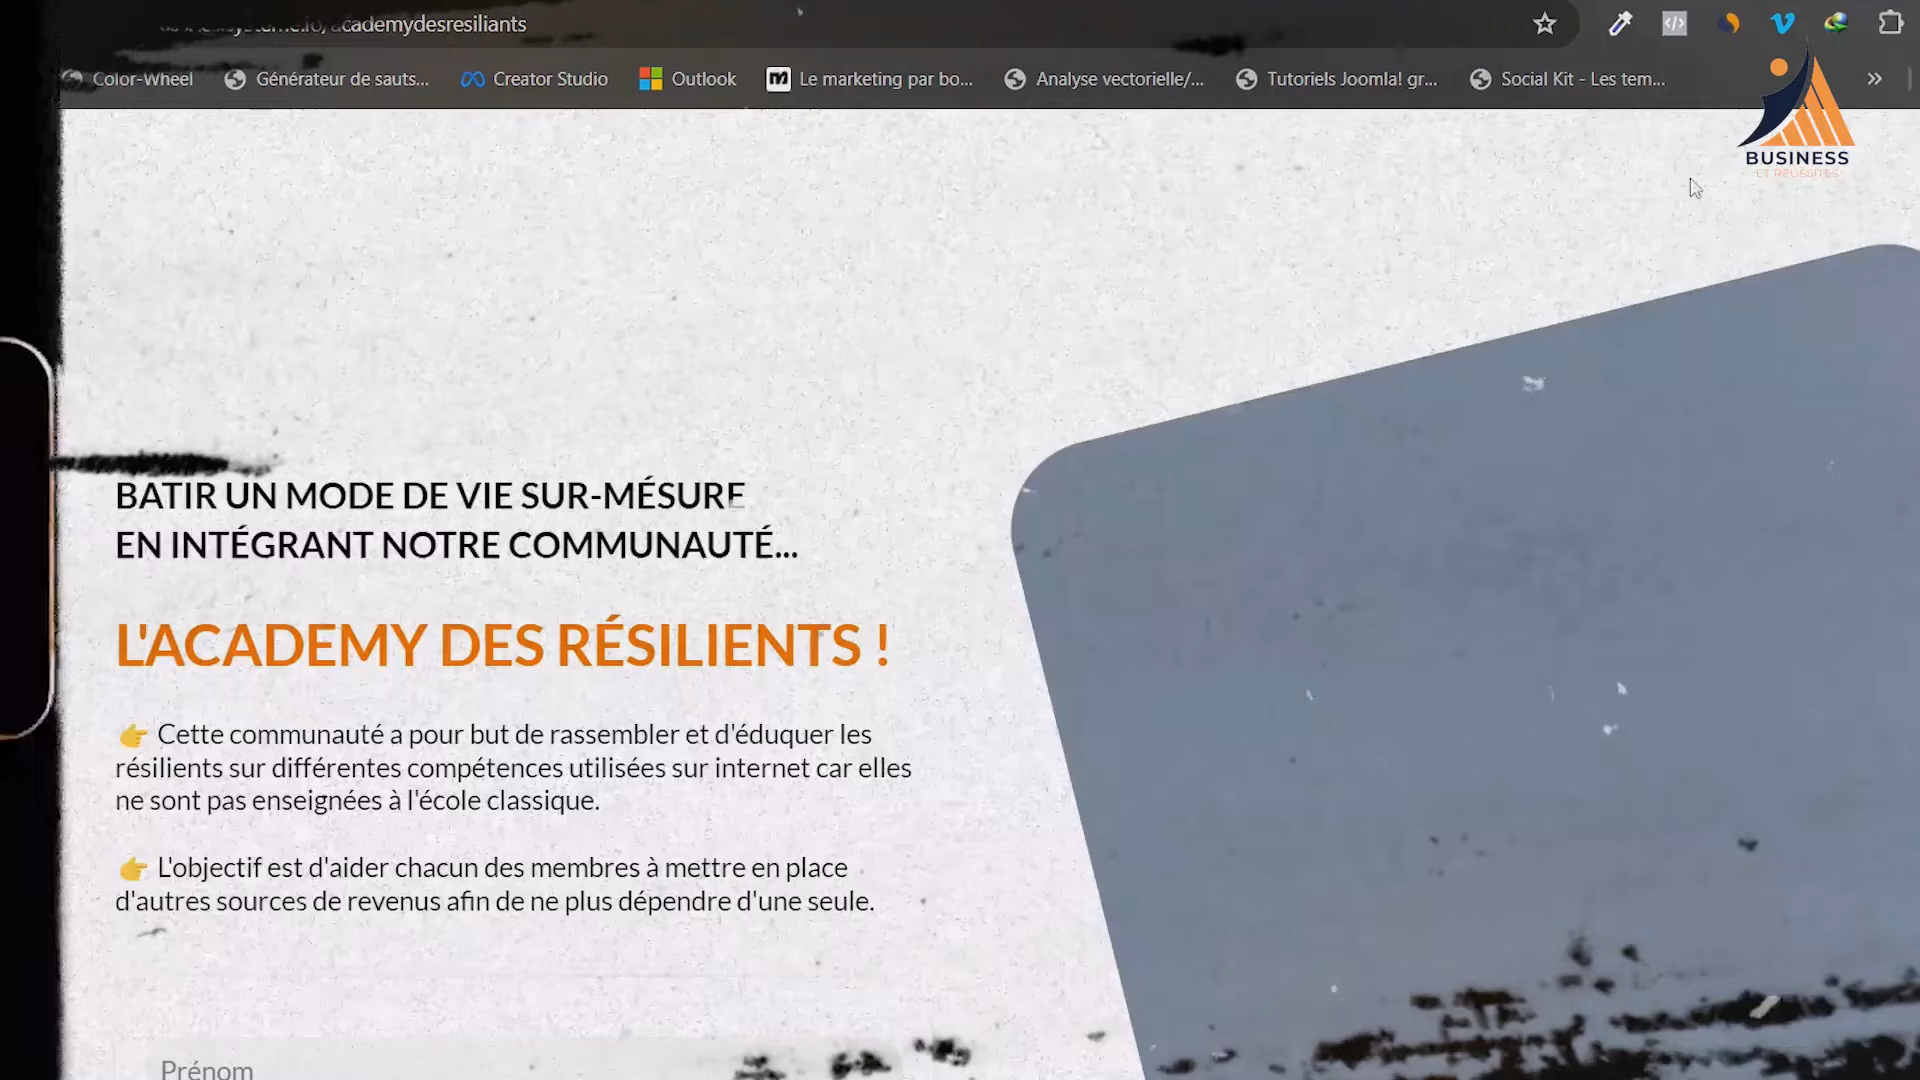 academydesresiliants
Color-Wheel
Générateur de sauts...
Creator Studio
Outlook
m
Le marketing par bo...
Analyse vectorielle/...
Tutoriels Joomla! gr...
Social Kit - Les tem...
»
BUSINESS
ET RÉUSSITES
BATIR UN MODE DE VIE SUR-MÉSURE
EN INTÉGRANT NOTRE COMMUNAUTÉ...
L'ACADEMY DES RÉSILIENTS !
👉 Cette communauté a pour but de rassembler et d'éduquer les
résilients sur différentes compétences utilisées sur internet car elles
ne sont pas enseignées à l'école classique.
👉 L'objectif est d'aider chacun des membres à mettre en place
d'autres sources de revenus afin de ne plus dépendre d'une seule.
Prénom